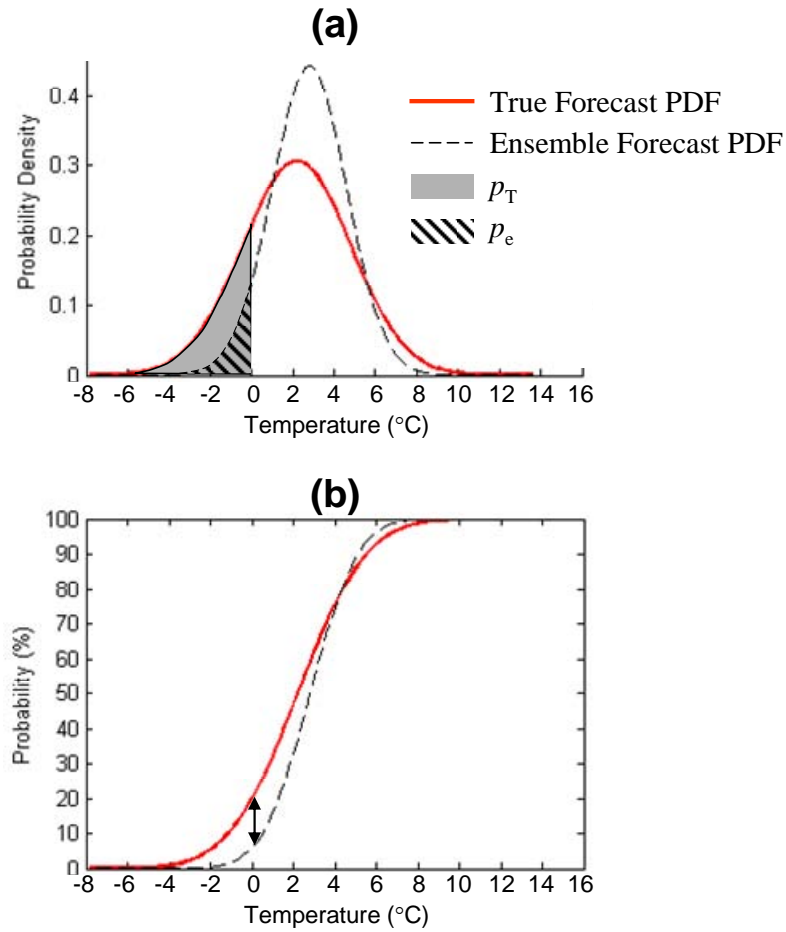 (a)
True Forecast PDF
Ensemble Forecast PDF
pT
pe
Probability Density
0.4
0.3
0.2
0.1
0
-8 -6 -4 -2 0 2 4 6 8 10 12 14 16
Temperature (°C)
(b)
Probability (%)
100
90
80
70
60
50
40
30
20
10
0
-8 -6 -4 -2 0 2 4 6 8 10 12 14 16
Temperature (°C)